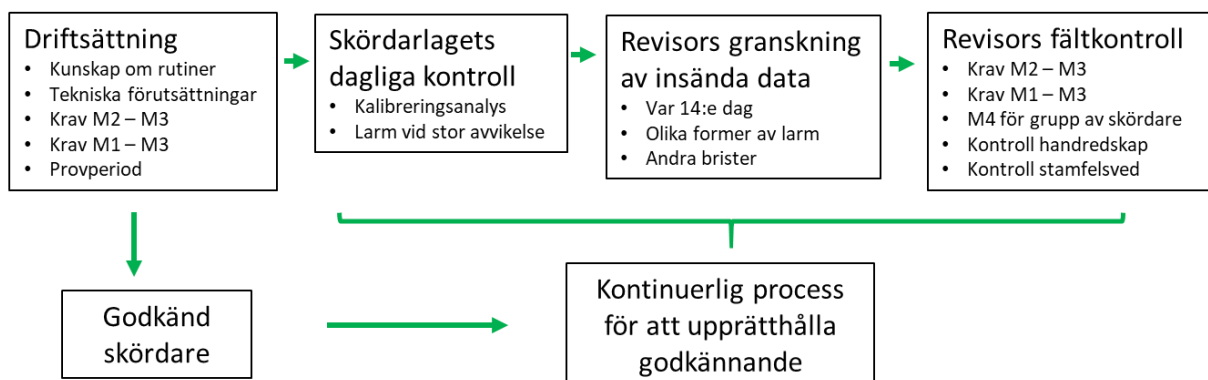 Driftsättning
• Kunskap om rutiner
• Tekniska förutsättningar
• Krav M2 – M3
• Krav M1 – M3
• Provperiod
Skördarlagets
dagliga kontroll
• Kalibreringsanalys
• Larm vid stor avvikelse
Revisors granskning
av insända data
• Var 14:e dag
• Olika former av larm
• Andra brister
Revisors fältkontroll
• Krav M2 – M3
• Krav M1 – M3
• M4 för grupp av skördare
• Kontroll handredskap
• Kontroll stamfelsved
Godkänd
skördare
Kontinuerlig process
för att upprätthålla
godkännande